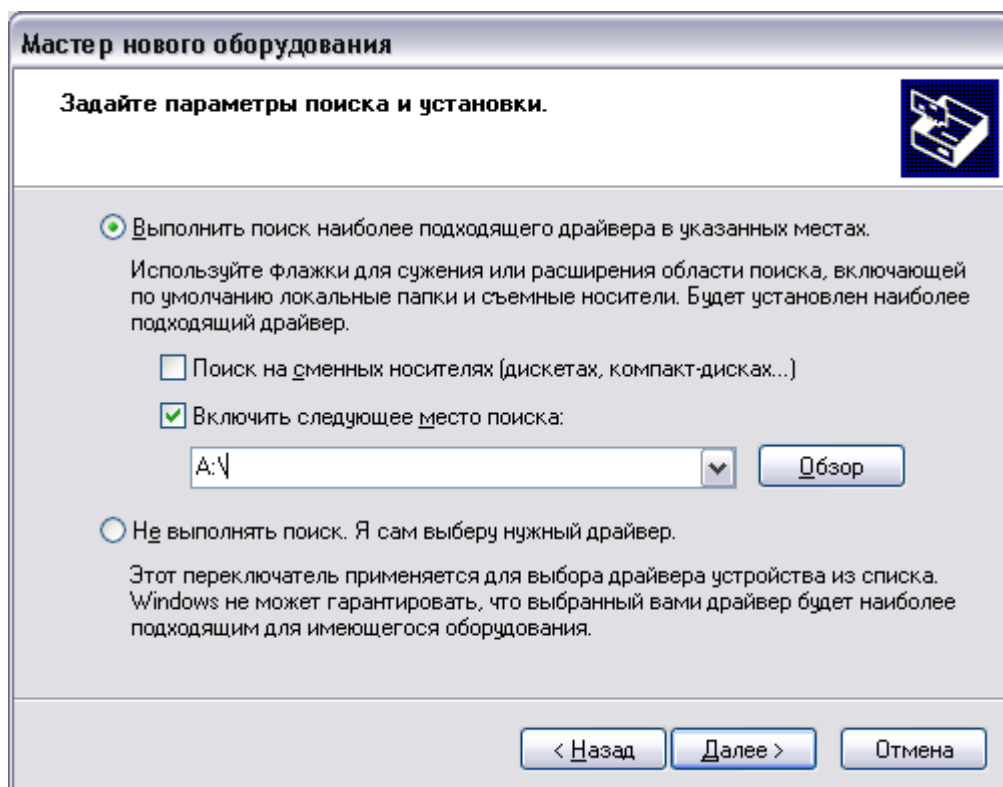 Мастер нового оборудования
Задайте параметры поиска и установки.
Выполнить поиск наиболее подходящего драйвера в указанных местах.
Используйте флажки для сужения или расширения области поиска, включающей
по умолчанию локальные папки и съемные носители. Будет установлен наиболее
подходящий драйвер.
Поиск на сменных носителях (дискетах, компакт-дисках...)
Включить следующее место поиска:
A:\
Обзор
Не выполнять поиск. Я сам выберу нужный драйвер.
Этот переключатель применяется для выбора драйвера устройства из списка.
Windows не может гарантировать, что выбранный вами драйвер будет наиболее
подходящим для имеющегося оборудования.
< Назад
Далее >
Отмена